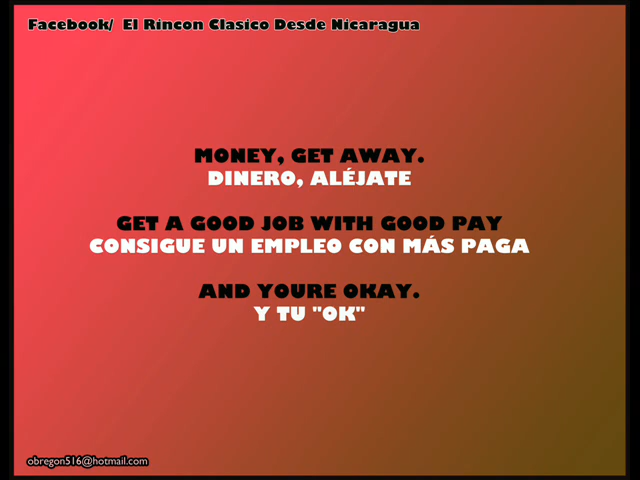 Facebook/ El Rincon Clasico Desde Nicaragua
MONEY, GET AWAY.
DINERO, ALÉJATE
GET A GOOD JOB WITH GOOD PAY
CONSIGUE UN EMPLEO CON MÁS PAGA
AND YOURE OKAY.
Y TU "OK"
obregon516@hotmail.com